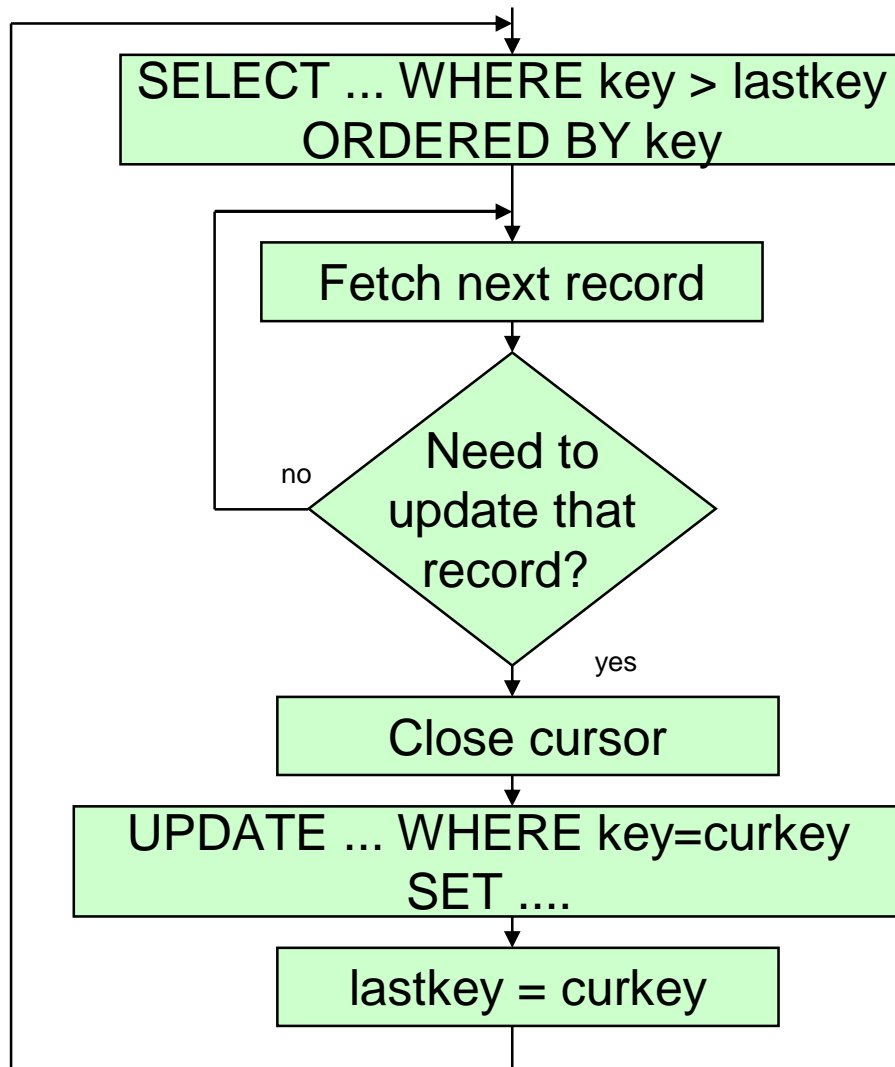 SELECT ... WHERE key > lastkey
ORDERED BY key
Fetch next record
Need to
no
update that
record?
yes
Close cursor
UPDATE ... WHERE key=curkey
SET ....
lastkey = curkey